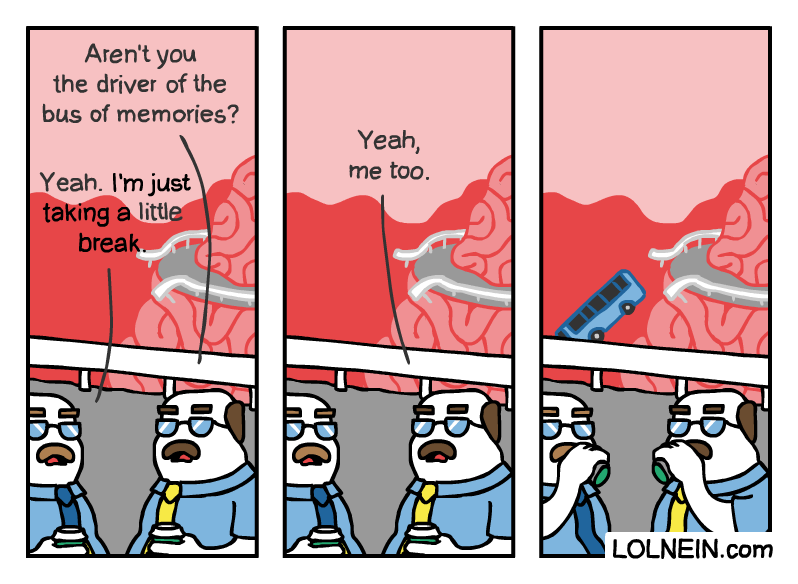 Aren't you
the driver of the
bus of memories?
Yeah. I'm just
taking a little
break.
Yeah,
me too.
LOLNEIN.com